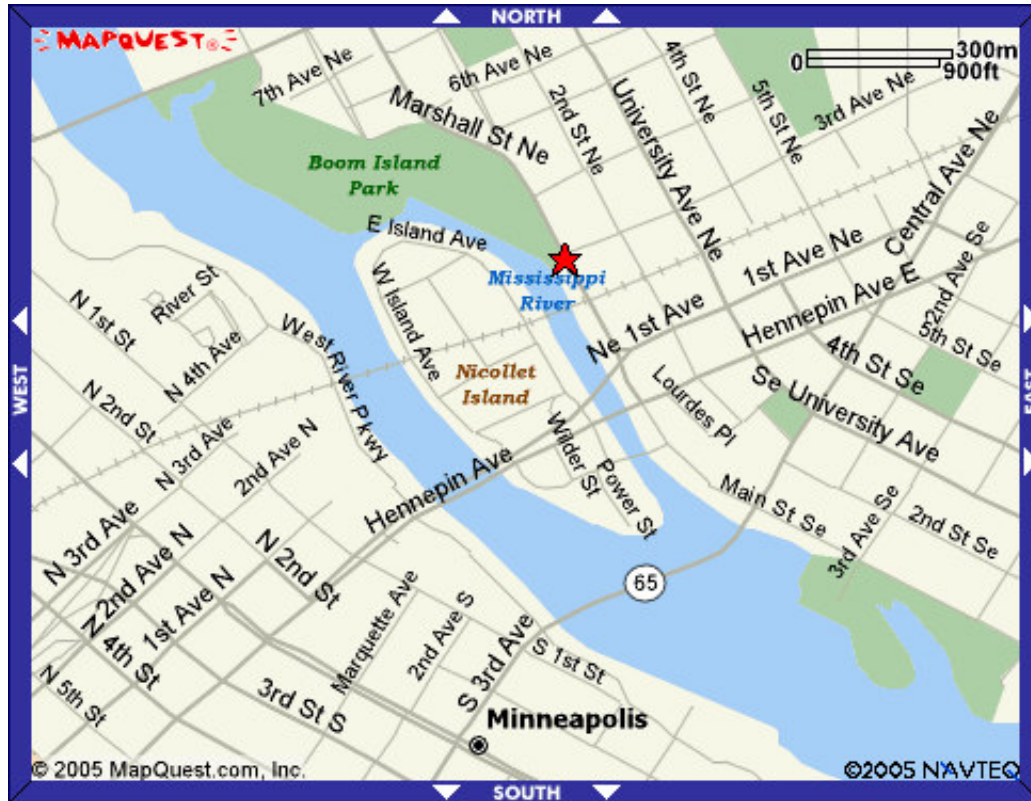 NORTH
MAPQUEST®
300m
0
900ft
7th Ave Ne
6th Ave Ne
4th St Ne
5th St Ne
3rd Ave Ne
Marshall St Ne
2nd St Ne
University Ave Ne
Central Ave Ne
Boom Island
Park
E Island Ave
Mississippi
River
1st Ave Ne
2nd Ave Se
Hennepin Ave E
Ne 1st Ave
River St
N 1st St
W Island Ave
West River Pkwy
N 4th Ave
N 2nd St
Nicollet
Island
Lourdes Pl
4th St Se
5th St Se
Se University Ave
WEST
EAST
N 3rd Ave
2nd Ave N
Hennepin Ave
Wilder St
Power St
Main St Se
3rd Ave Se
2nd St Se
N 3rd Ave
2nd Ave N
N 2nd St
1st Ave N
N 4th St
N 5th St
65
Marquette Ave
2nd Ave S
S 3rd Ave
S 1st St
3rd St S
Minneapolis
© 2005 MapQuest.com, Inc.
©2005 NAVTEQ
SOUTH